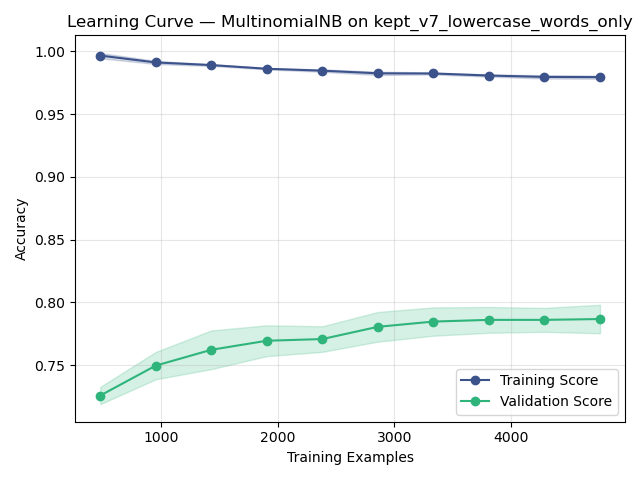 Learning Curve — MultinomialNB on kept_v7_lowercase_words_only
1.00
0.95
0.90
0.85
0.80
0.75
Accuracy
1000
2000
3000
4000
Training Examples
Training Score
Validation Score